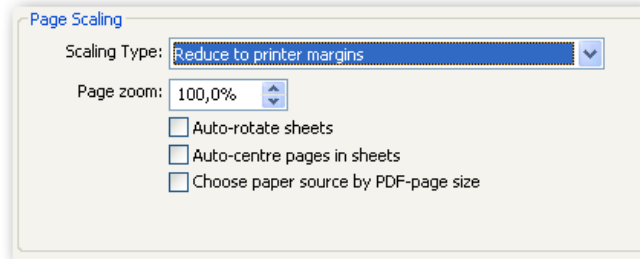 Page Scaling
Scaling Type: Reduce to printer margins
Page zoom: 100,0%
Auto-rotate sheets
Auto-centre pages in sheets
Choose paper source by PDF-page size